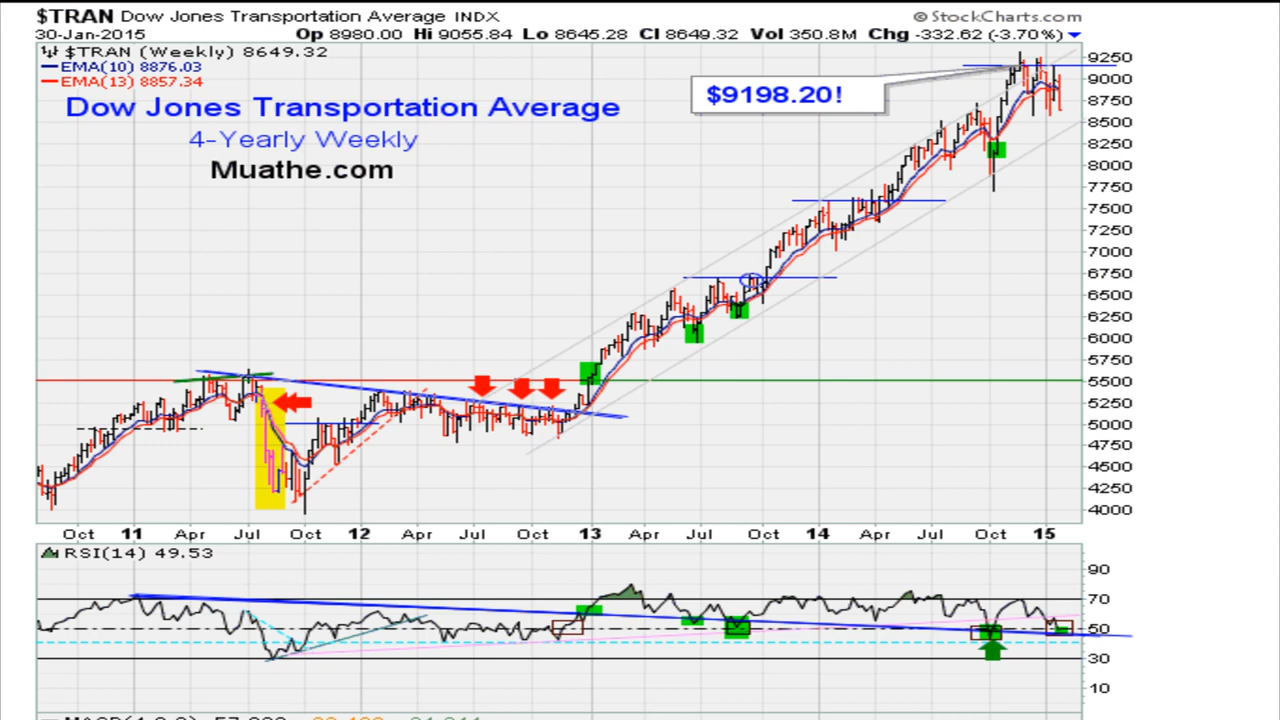 $TRAN Dow Jones Transportation Average INDX
© StockCharts.com
30-Jan-2015
Op 8980.00 Hi 9055.84 Lo 8645.28 Cl 8649.32 Vol 350.8M Chg -332.62 (-3.70%)
$TRAN (Weekly) 8649.32
EMA(10) 8876.03
EMA(13) 8857.34
Dow Jones Transportation Average
4-Yearly Weekly
Muathe.com
$9198.20!
9250
9000
8750
8500
8250
8000
7750
7500
7250
7000
6750
6500
6250
6000
5750
5500
5250
5000
4750
4500
4250
4000
Oct 11 Apr Jul Oct 12 Apr Jul Oct 13 Apr Jul Oct 14 Apr Jul Oct 15
RSI(14) 49.53
90
70
50
30
10